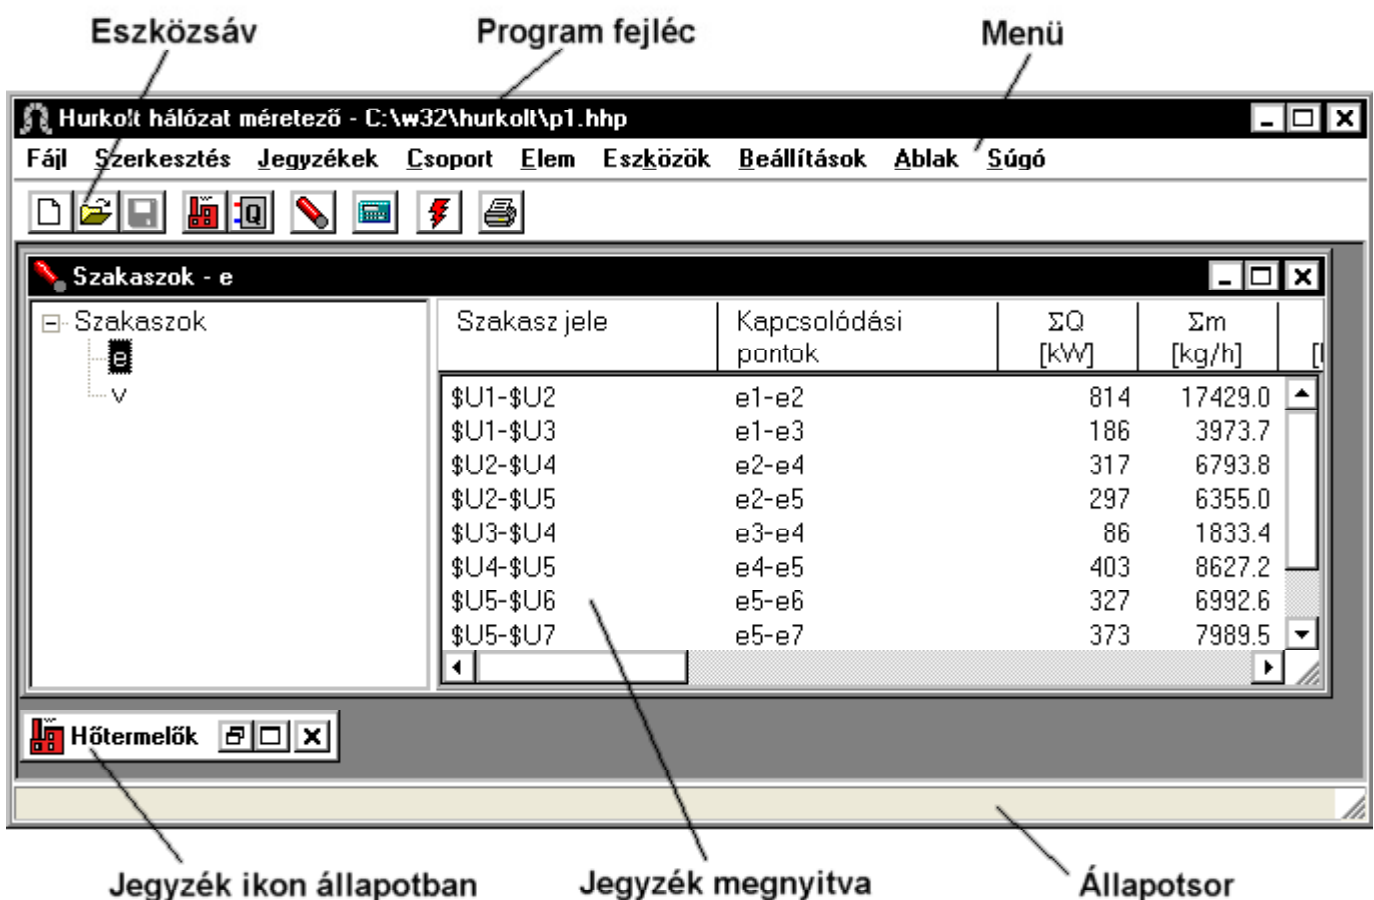 Eszközsáv Program fejléc Menü
Hurkolt hálózat méretező - C:\w32\hurkolt\p1.hhp
Fájl Szerkesztés Jegyzékek Csoport Elem Eszközök Beállítások Ablak Súgó
Q
Szakaszok - e
Szakaszok
e
v
Szakasz jele Kapcsolódási ΣQ Σm
pontok [kW] [kg/h]
$U1-$U2 e1-e2 814 17429.0
$U1-$U3 e1-e3 186 3973.7
$U2-$U4 e2-e4 317 6793.8
$U2-$U5 e2-e5 297 6355.0
$U3-$U4 e3-e4 86 1833.4
$U4-$U5 e4-e5 403 8627.2
$U5-$U6 e5-e6 327 6992.6
$U5-$U7 e5-e7 373 7989.5
Hőtermelők
Jegyzék ikon állapotban Jegyzék megnyitva Állapotsor